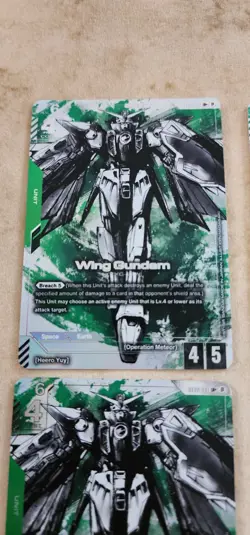 UNIT
Wing Gundam
Breach 5 (When this Unit's attack destroys an enemy Unit, deal the
specified amount of damage to a card in that opponent's shield area.)
This Unit may choose an active enemy Unit that is Lv.4 or lower as its
attack target.
Space Earth
(Operation Meteor)
[Heero Yuy]
4 5
6
4
UNIT